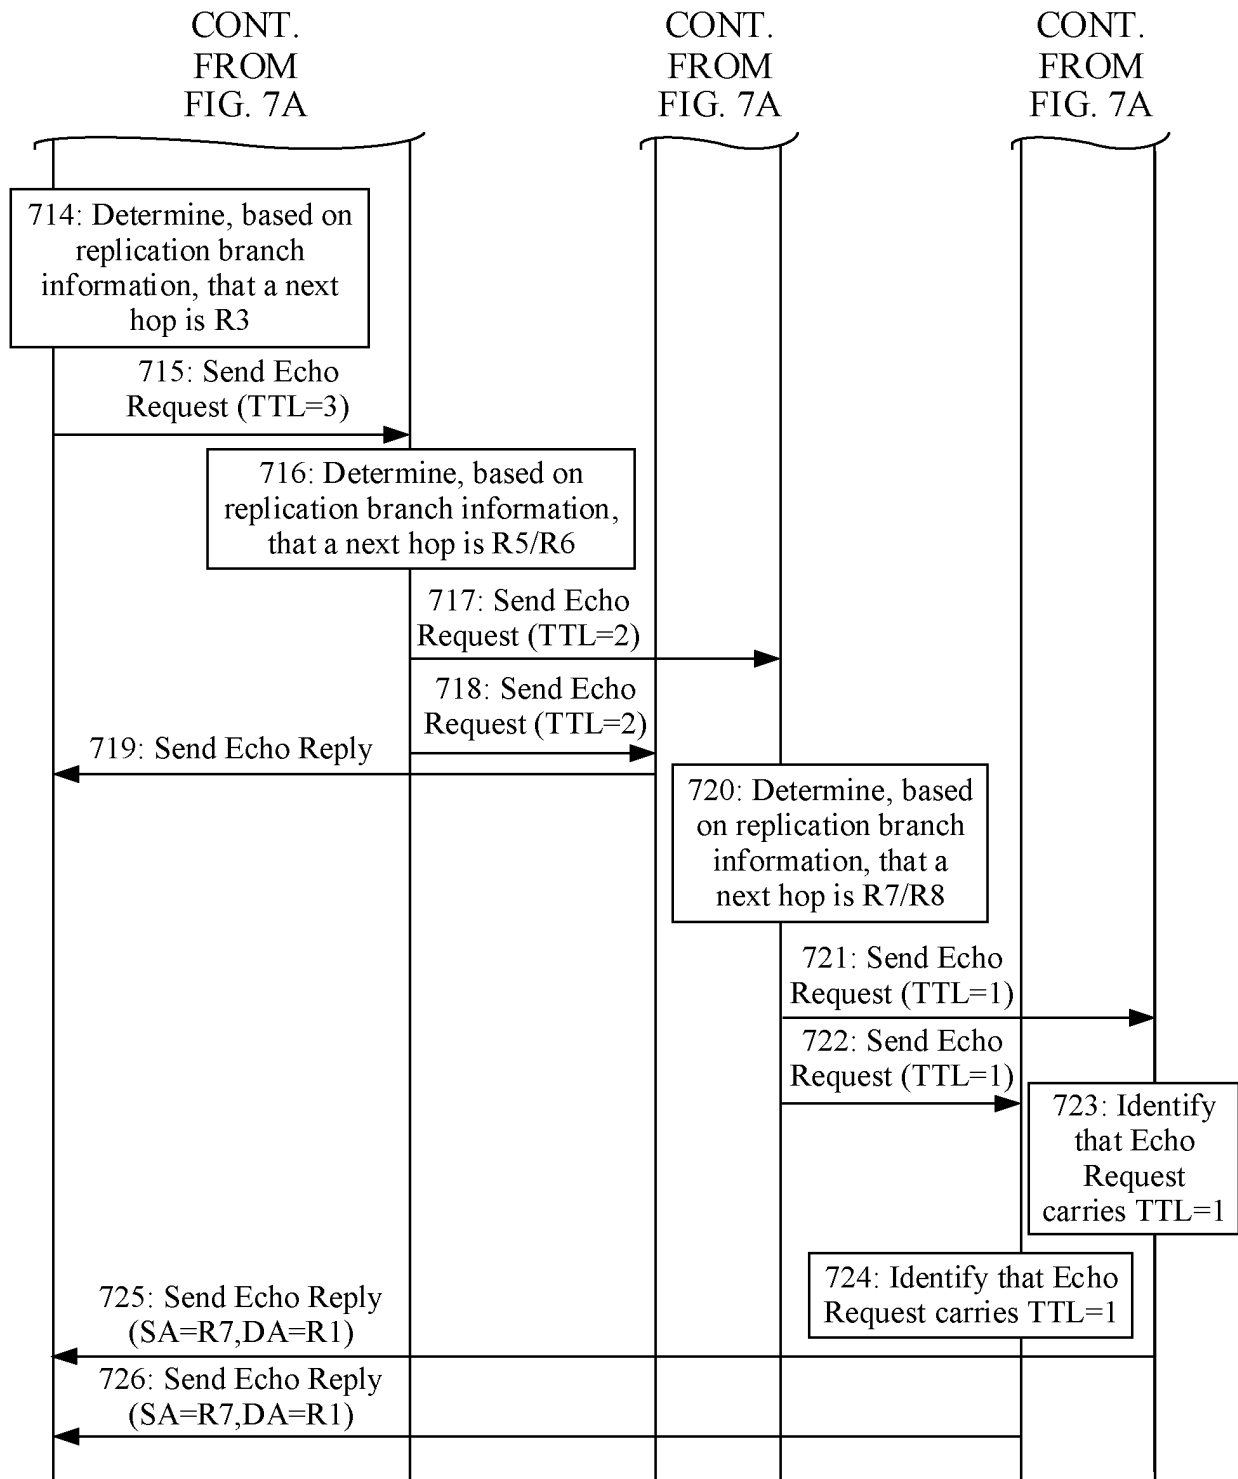 CONT.
FROM
FIG. 7A
CONT.
FROM
FIG. 7A
CONT.
FROM
FIG. 7A
714: Determine, based on
replication branch
information, that a next
hop is R3
715: Send Echo
Request (TTL=3)
716: Determine, based on
replication branch information,
that a next hop is R5/R6
717: Send Echo
Request (TTL=2)
718: Send Echo
Request (TTL=2)
719: Send Echo Reply
720: Determine, based
on replication branch
information, that a
next hop is R7/R8
721: Send Echo
Request (TTL=1)
722: Send Echo
Request (TTL=1)
723: Identify
that Echo
Request
carries TTL=1
724: Identify that Echo
Request carries TTL=1
725: Send Echo Reply
(SA=R7,DA=R1)
726: Send Echo Reply
(SA=R7,DA=R1)